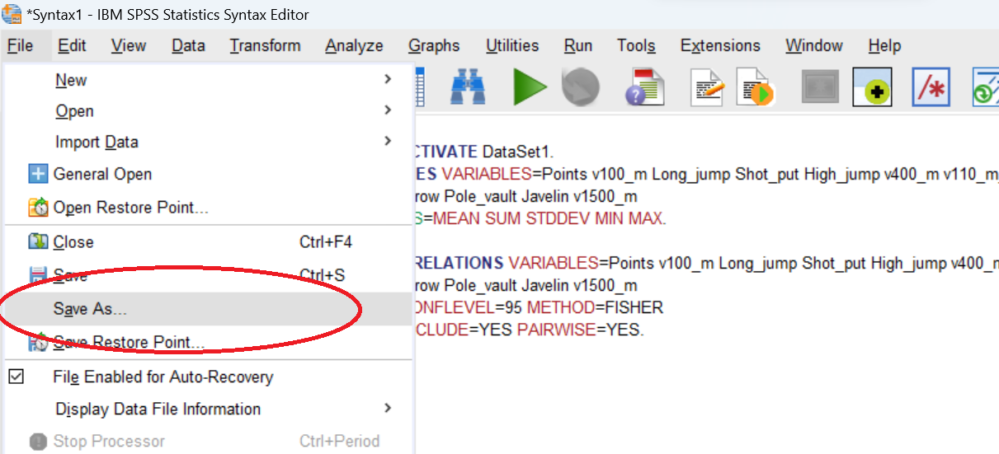 *Syntax1 - IBM SPSS Statistics Syntax Editor
File Edit View Data Transform Analyze Graphs Utilities Run Tools Extensions Window Help
New
Open
Import Data
General Open
Open Restore Point...
Close Ctrl+F4
Save Ctrl+S
Save As...
Save Restore Point...
File Enabled for Auto-Recovery
Display Data File Information
Stop Processor Ctrl+Period
CTIVATE DataSet1.
ES VARIABLES=Points v100_m Long_jump Shot_put High_jump v400_m v110_m
row Pole_vault Javelin v1500_m
S=MEAN SUM STDDEV MIN MAX.
RELATIONS VARIABLES=Points v100_m Long_jump Shot_put High_jump v400_m
row Pole_vault Javelin v1500_m
ONFLEVEL=95 METHOD=FISHER
CLUDE=YES PAIRWISE=YES.